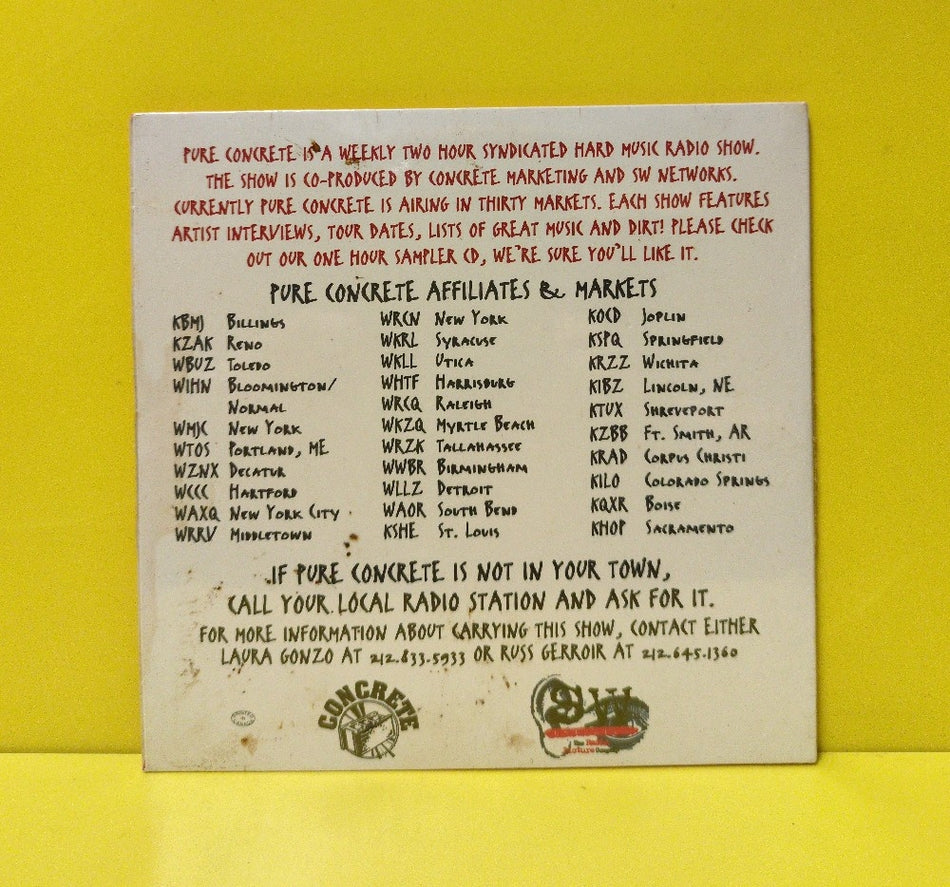 PURE CONCRETE IS A WEEKLY TWO HOUR SYNDICATED HARD MUSIC RADIO SHOW.
THE SHOW IS CO-PRODUCED BY CONCRETE MARKETING AND SW NETWORKS.
CURRENTLY PURE CONCRETE IS AIRING IN THIRTY MARKETS. EACH SHOW FEATURES
ARTIST INTERVIEWS, TOUR DATES, LISTS OF GREAT MUSIC AND DIRT! PLEASE CHECK
OUT OUR ONE HOUR SAMPLER CD, WE'RE SURE YOU'LL LIKE IT.
PURE CONCRETE AFFILIATES & MARKETS
KBMJ BILLINGS
KZAK RENO
WBUZ TOLEDO
WIHN BLOOMINGTON/
NORMAL
WMJC NEW YORK
WTOS PORTLAND, ME
WZNX DECATUR
WCCC HARTFORD
WAXQ NEW YORK CITY
WRRV MIDDLETOWN
WRCN NEW YORK
WKRL SYRACUSE
WKLL UTICA
WHTF HARRISBURG
WRCQ RALEIGH
WKZQ MYRTLE BEACH
WRZK TALLAHASSEE
WWBR BIRMINGHAM
WLLZ DETROIT
WAOR SOUTH BEND
KSHE ST. LOUIS
KOCD JOPLIN
KSPQ SPRINGFIELD
KRZZ WICHITA
KIBZ LINCOLN, NE
KTUX SHREVEPORT
KZBB FT. SMITH, AR
KRAD CORPUS CHRISTI
KILO COLORADO SPRINGS
KQXR BOISE
KHOP SACRAMENTO
IF PURE CONCRETE IS NOT IN YOUR TOWN,
CALL YOUR LOCAL RADIO STATION AND ASK FOR IT.
FOR MORE INFORMATION ABOUT CARRYING THIS SHOW, CONTACT EITHER
LAURA GONZO AT 212.833.5933 OR RUSS GERROIR AT 212.645.1360
CONCRETE
SW